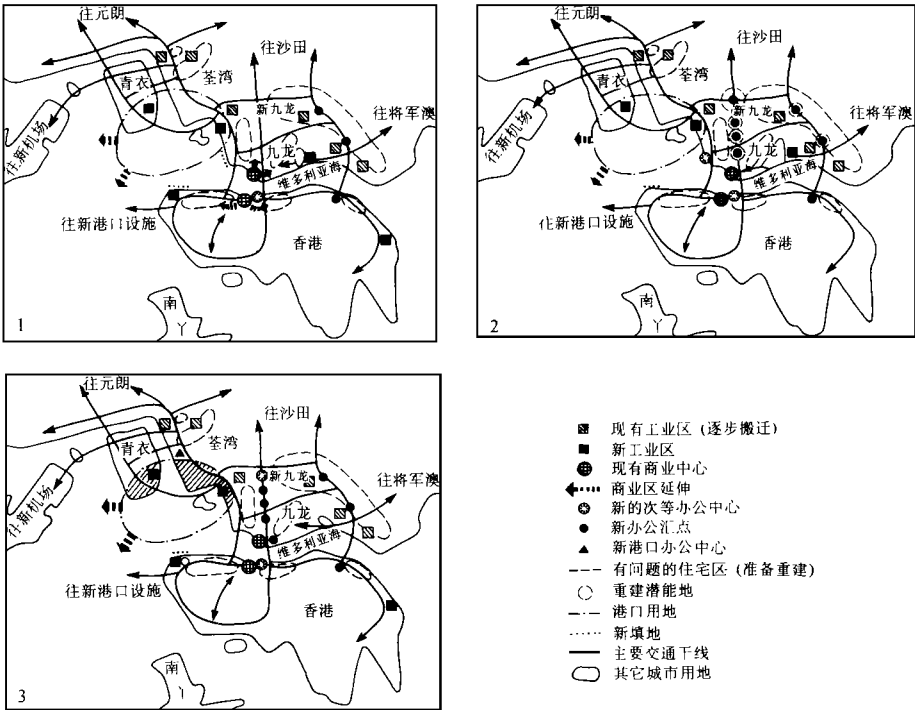 往元朗
往沙田
青衣
荃湾
新九龙
往将军澳
往新机场
九龙
维多利亚海
往新港口设施
香港
南
丫
1
往元朗
往沙田
青衣
荃湾
新九龙
往将军澳
往新机场
九龙
维多利亚海
往新港口设施
香港
南
丫
2
往元朗
往沙田
青衣
荃湾
新九龙
往将军澳
往新机场
九龙
维多利亚海
往新港口设施
香港
南
丫
3
现有工业区 (逐步搬迁)
新工业区
现有商业中心
商业区延伸
新的次等办公中心
新办公汇点
新港口办公中心
有问题的住宅区 (准备重建)
重建潜能地
港口用地
新填地
主要交通干线
其它城市用地